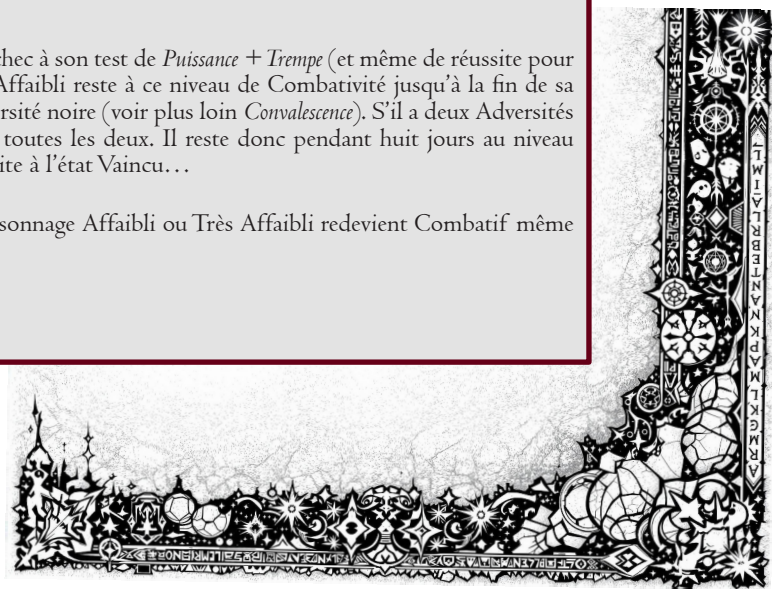 chec à son test de Puissance + Trempe (et même de réussite pour
Affaibli reste à ce niveau de Combativité jusqu'à la fin de sa
rsité noire (voir plus loin Convalescence). S'il a deux Adversités
toutes les deux. Il reste donc pendant huit jours au niveau
ite à l'état Vaincu…
sonnage Affaibli ou Très Affaibli redevient Combatif même